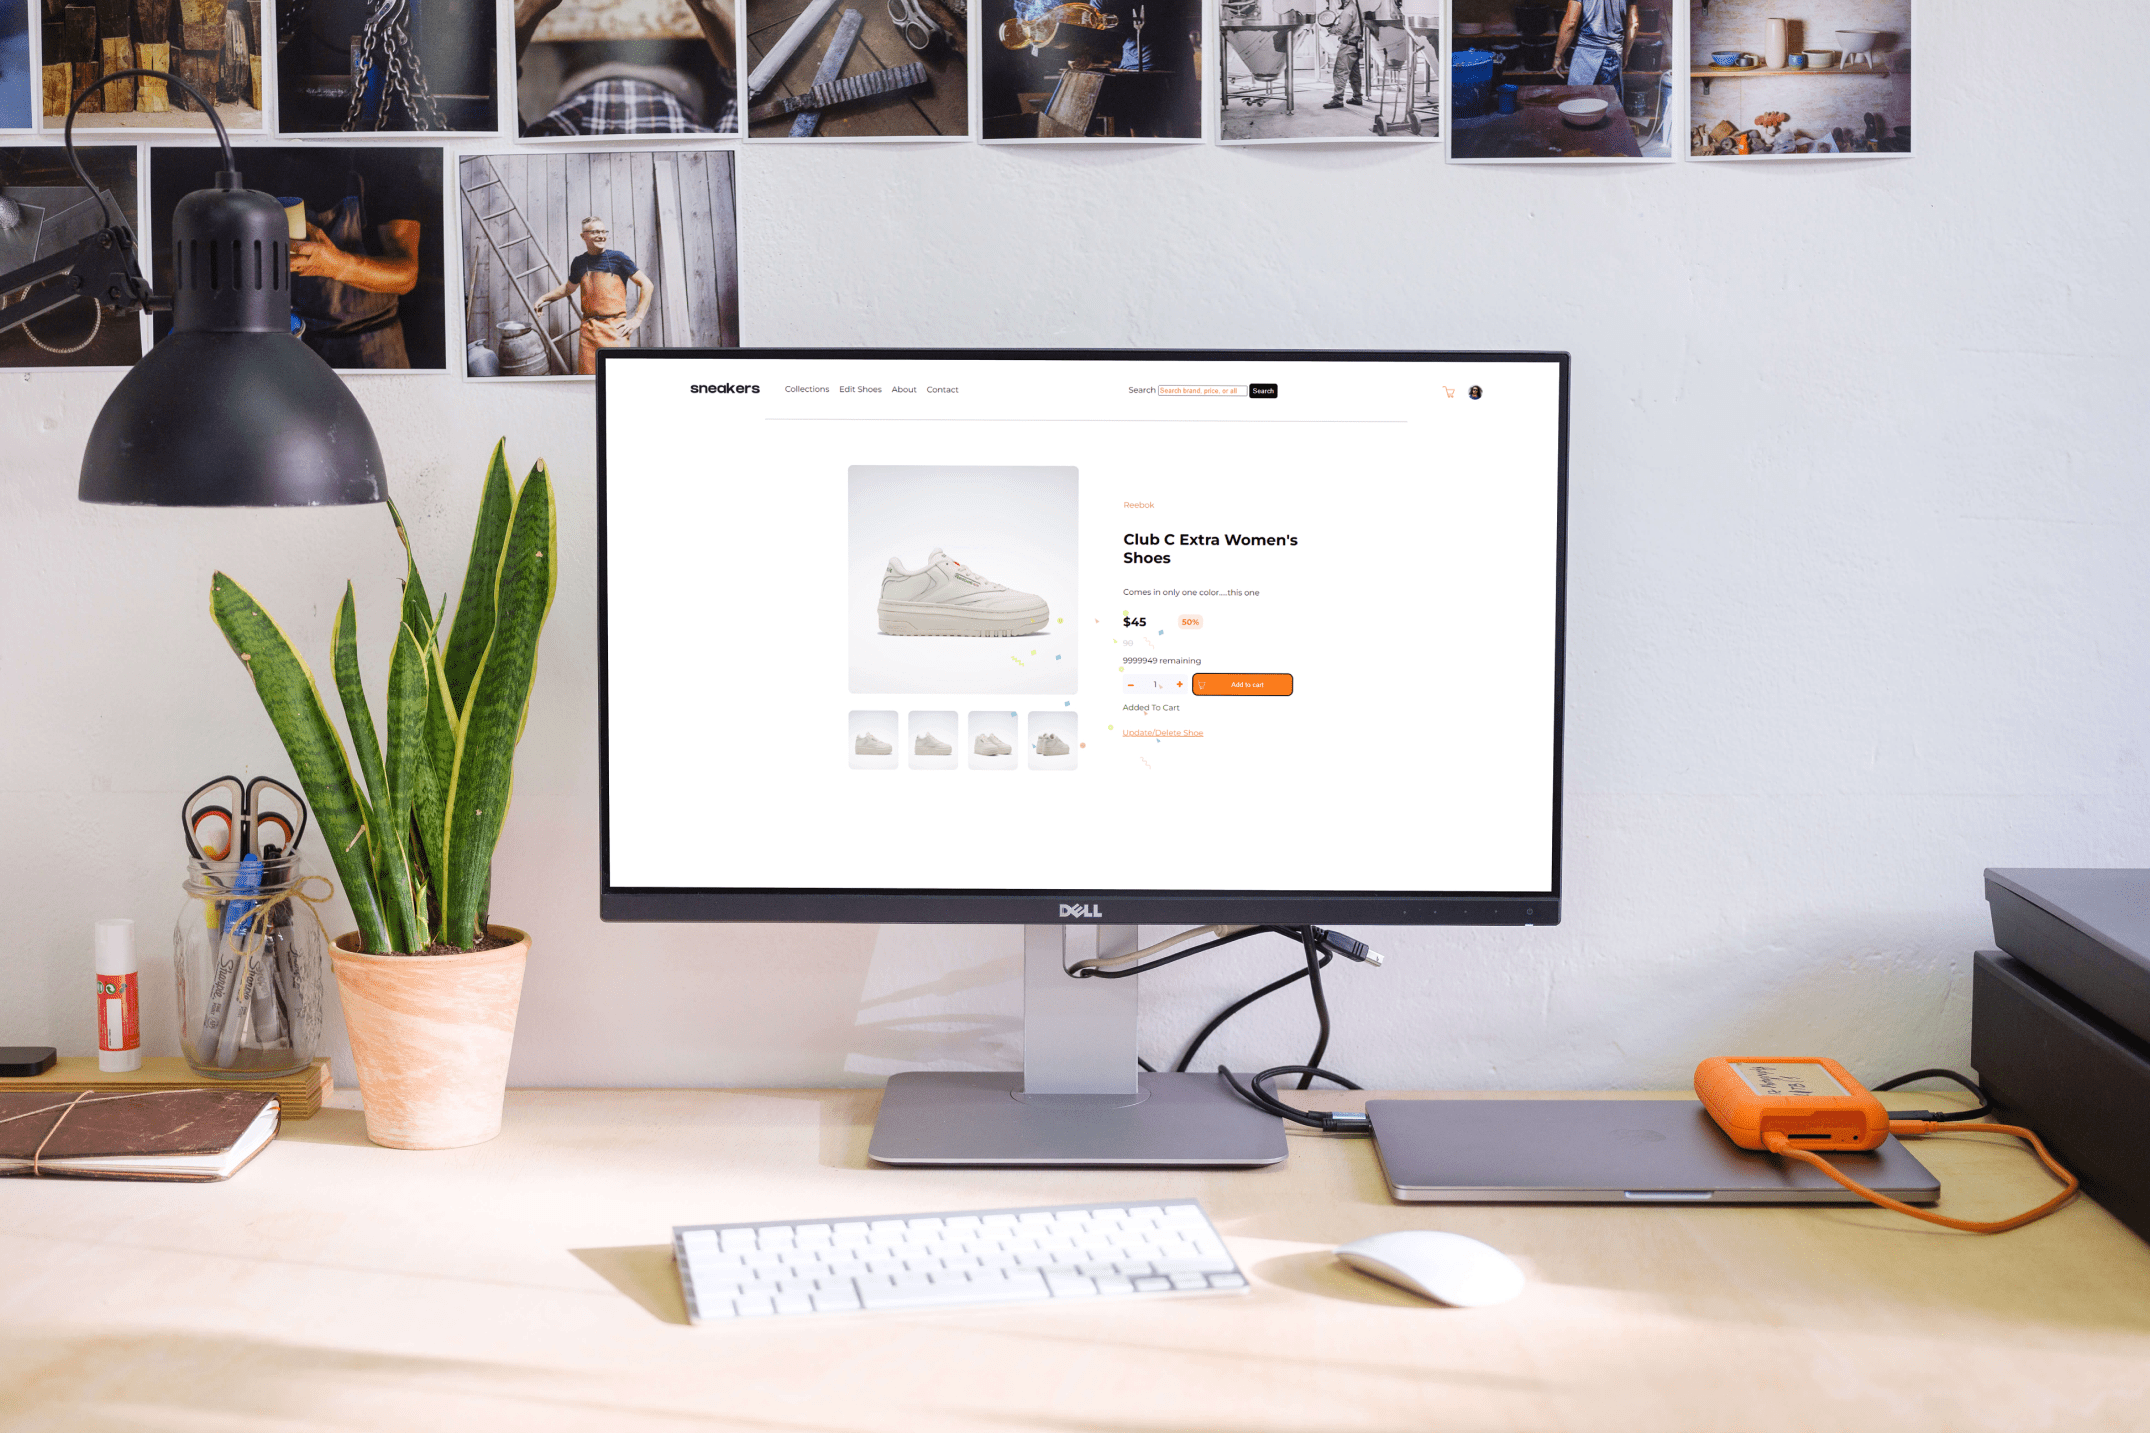 sneakers
Collections Edit Shoes About Contact
Search Search brand, price, or all Search
Reebok
Club C Extra Women's
Shoes
Comes in only one color.....this one
$45 50%
90
9999949 remaining
− 1 +
Add to cart
Added To Cart
Update/Delete Shoe
DELL
Sharpie